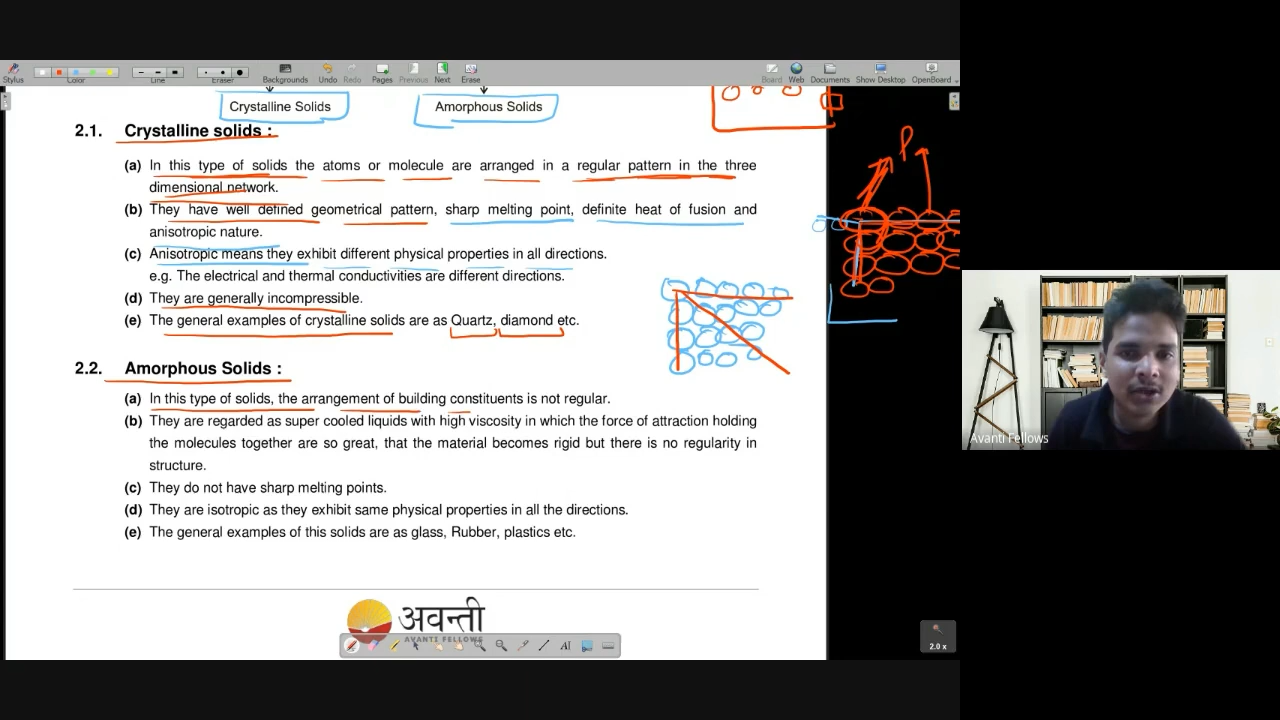 Stylus
Color
Line
Eraser
Backgrounds
Undo
Redo
Pages
Previous
Next
Erase
Board
Web
Documents
Show Desktop
OpenBoard
Crystalline Solids
Amorphous Solids
2.1. Crystalline solids :
(a) In this type of solids the atoms or molecule are arranged in a regular pattern in the three
dimensional network.
(b) They have well defined geometrical pattern, sharp melting point, definite heat of fusion and
anisotropic nature.
(c) Anisotropic means they exhibit different physical properties in all directions.
e.g. The electrical and thermal conductivities are different directions.
(d) They are generally incompressible.
(e) The general examples of crystalline solids are as Quartz, diamond etc.
2.2. Amorphous Solids :
(a) In this type of solids, the arrangement of building constituents is not regular.
(b) They are regarded as super cooled liquids with high viscosity in which the force of attraction holding
the molecules together are so great, that the material becomes rigid but there is no regularity in
structure.
(c) They do not have sharp melting points.
(d) They are isotropic as they exhibit same physical properties in all the directions.
(e) The general examples of this solids are as glass, Rubber, plastics etc.
अवन्ती
AVANTI FELLOWS
2.0 x
Avanti Fellows